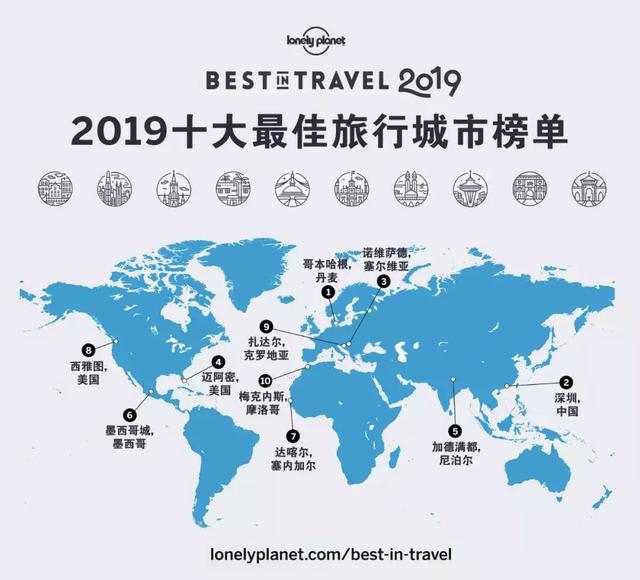 lonely planet
BEST IN TRAVEL 2019
2019十大最佳旅行城市榜单
哥本哈根,
丹麦
1
诺维萨德,
塞尔维亚
3
9
扎达尔,
克罗地亚
8
西雅图,
美国
4
迈阿密,
美国
10
梅克内斯,
摩洛哥
2
深圳,
中国
6
墨西哥城,
墨西哥
7
达喀尔,
塞内加尔
5
加德满都,
尼泊尔
lonelyplanet.com/best-in-travel